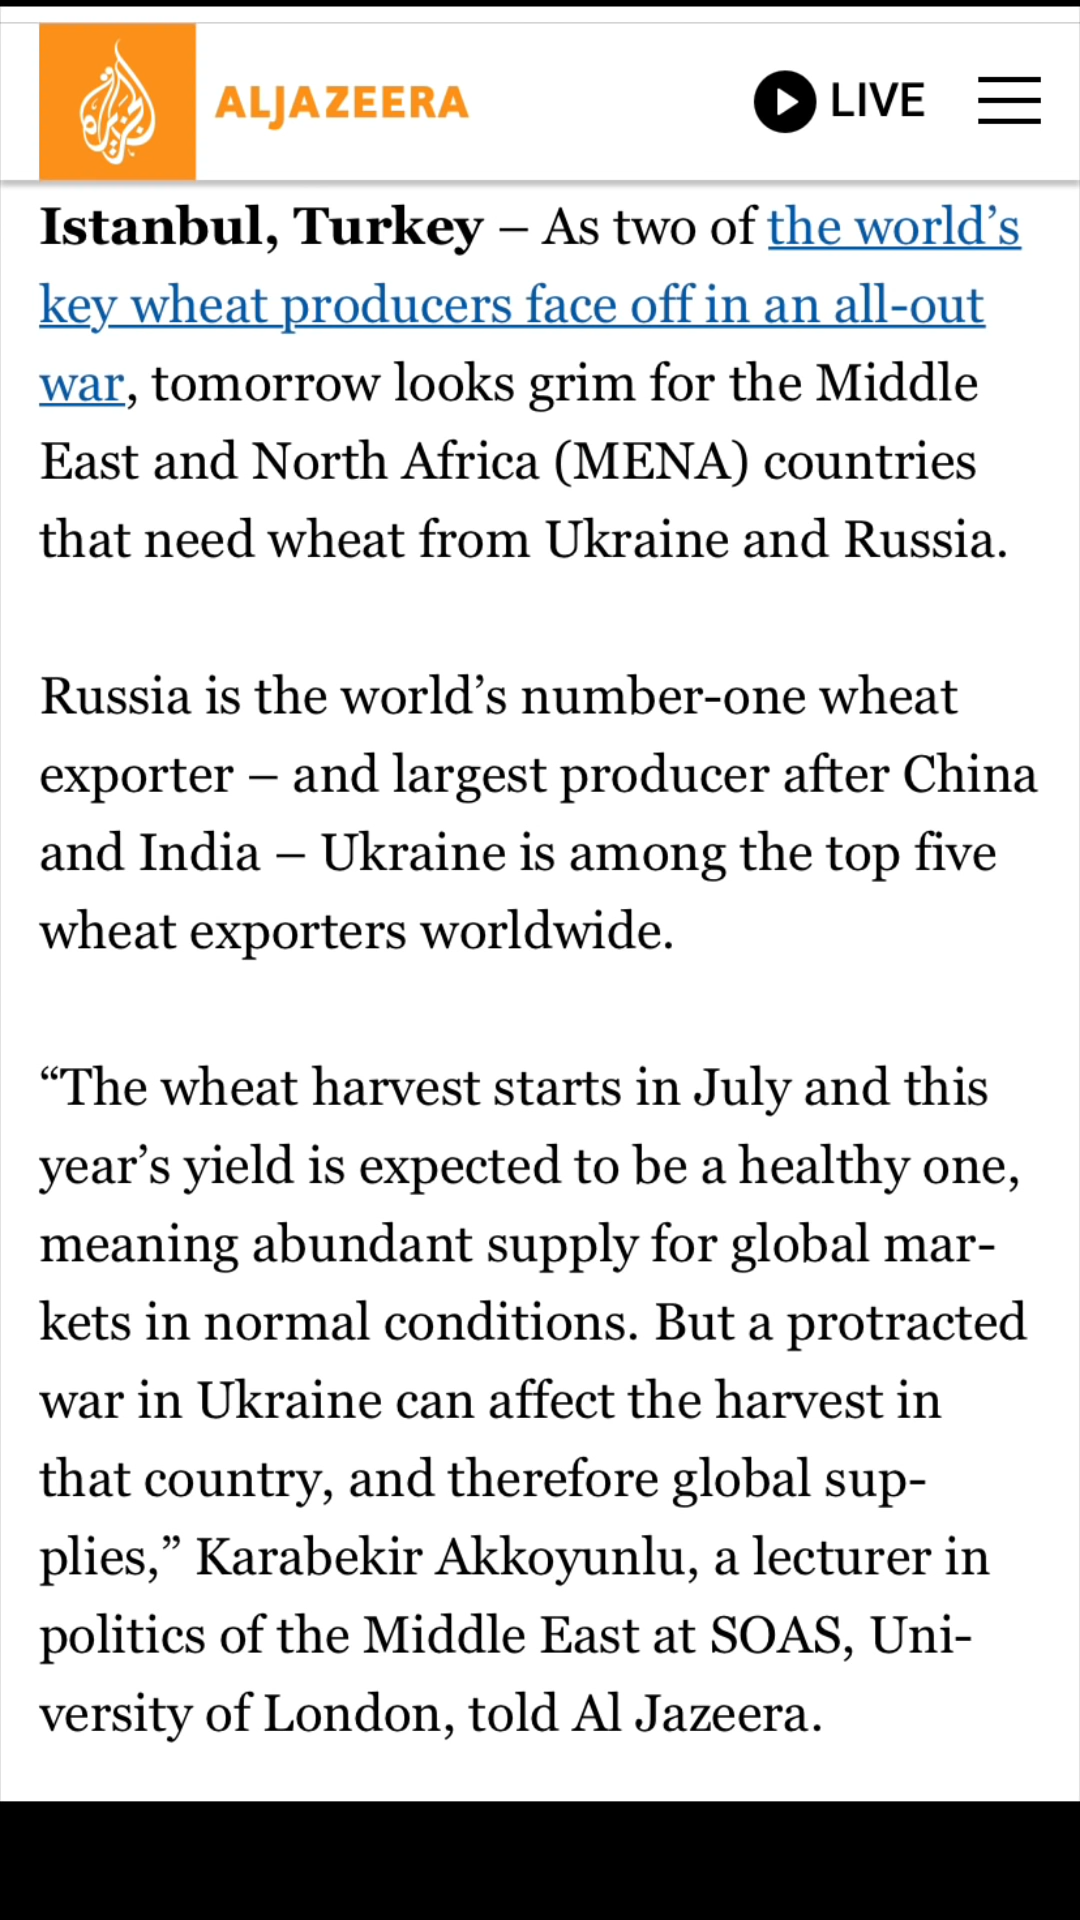 ALJAZEERA
LIVE
Istanbul, Turkey – As two of the world’s
key wheat producers face off in an all-out
war, tomorrow looks grim for the Middle
East and North Africa (MENA) countries
that need wheat from Ukraine and Russia.
Russia is the world’s number-one wheat
exporter – and largest producer after China
and India – Ukraine is among the top five
wheat exporters worldwide.
“The wheat harvest starts in July and this
year’s yield is expected to be a healthy one,
meaning abundant supply for global mar-
kets in normal conditions. But a protracted
war in Ukraine can affect the harvest in
that country, and therefore global sup-
plies,” Karabekir Akkoyunlu, a lecturer in
politics of the Middle East at SOAS, Uni-
versity of London, told Al Jazeera.